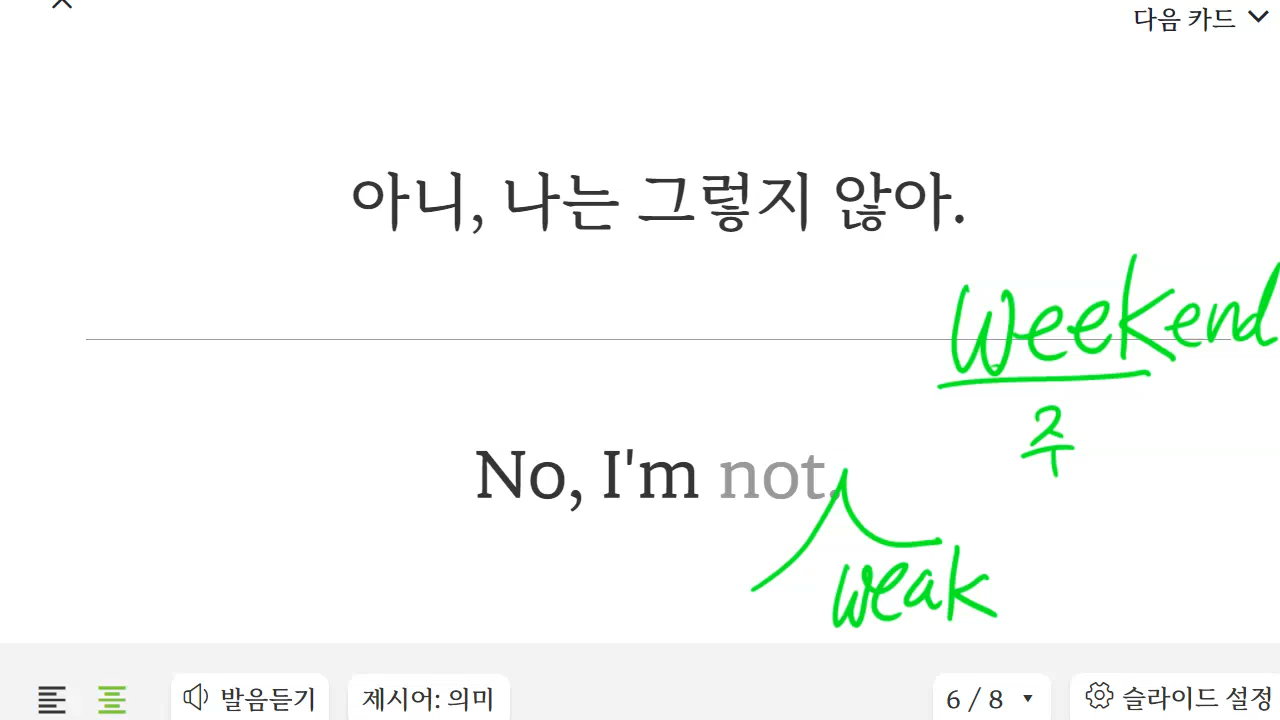 다음 카드
아니, 나는 그렇지 않아.
weekend
주
No, I'm not.
weak
발음듣기 제시어: 의미 6 / 8 슬라이드 설정